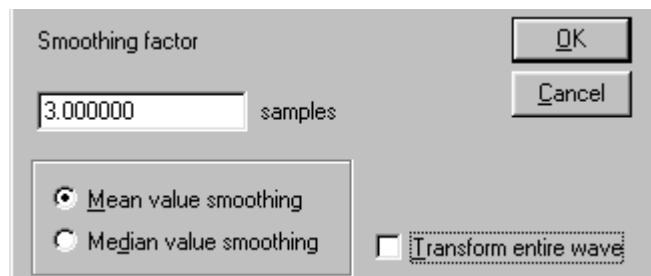 Smoothing factor
OK
3.000000 samples
Cancel
Mean value smoothing
Median value smoothing
Transform entire wave